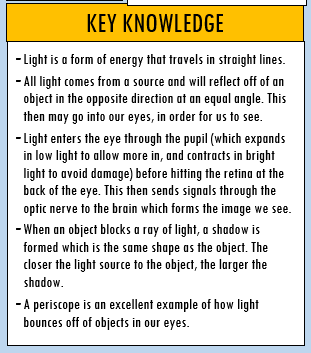 KEY KNOWLEDGE
- Light is a form of energy that travels in straight lines.
- All light comes from a source and will reflect off of an
object in the opposite direction at an equal angle. This
then may go into our eyes, in order for us to see.
- Light enters the eye through the pupil (which expands
in low light to allow more in, and contracts in bright
light to avoid damage) before hitting the retina at the
back of the eye. This then sends signals through the
optic nerve to the brain which forms the image we see.
- When an object blocks a ray of light, a shadow is
formed which is the same shape as the object. The
closer the light source to the object, the larger the
shadow.
- A periscope is an excellent example of how light
bounces off of objects in our eyes.